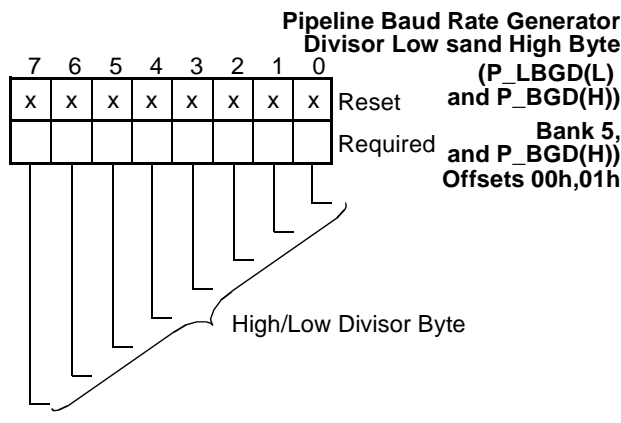 Pipeline Baud Rate Generator
Divisor Low sand High Byte
(P_LBGD(L)
and P_BGD(H))
Bank 5,
and P_BGD(H))
Offsets 00h,01h
7 6 5 4 3 2 1 0
x x x x x x x x Reset
Required
High/Low Divisor Byte